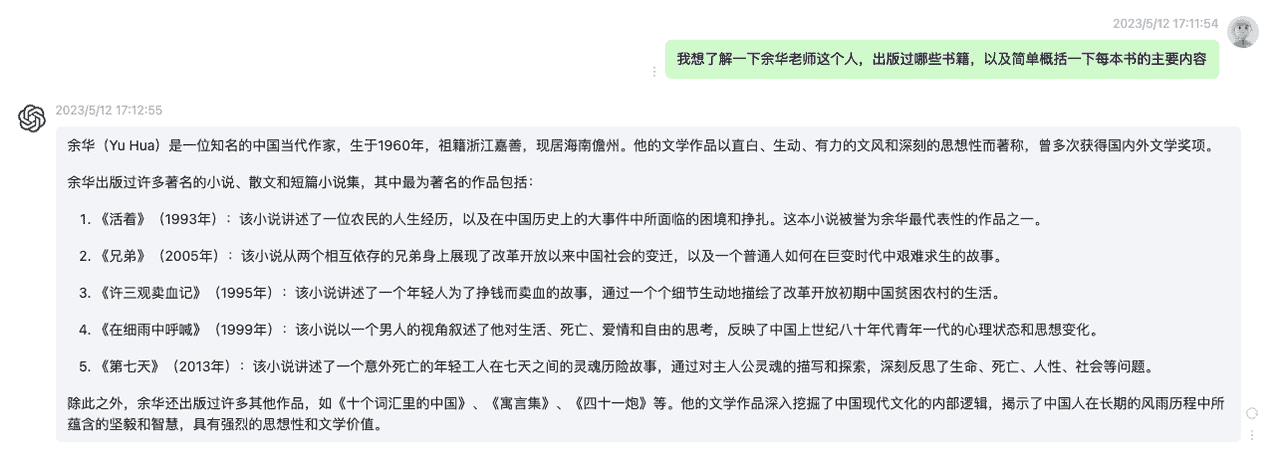 2023/5/12 17:11:54
我想了解一下余华老师这个人，出版过哪些书籍，以及简单概括一下每本书的主要内容
2023/5/12 17:12:55
余华（Yu Hua）是一位知名的中国当代作家，生于1960年，祖籍浙江嘉善，现居海南儋州。他的文学作品以直白、生动、有力的文风和深刻的思想性而著称，曾多次获得国内外文学奖项。
余华出版过许多著名的小说、散文和短篇小说集，其中最为著名的作品包括：
1. 《活着》（1993年）：该小说讲述了一位农民的人生经历，以及在中国历史上的大事件中所面临的困境和挣扎。这本小说被誉为余华最代表性的作品之一。
2. 《兄弟》（2005年）：该小说从两个相互依存的兄弟身上展现了改革开放以来中国社会的变迁，以及一个普通人如何在巨变时代中艰难求生的故事。
3. 《许三观卖血记》（1995年）：该小说讲述了一个年轻人为了挣钱而卖血的故事，通过一个个细节生动地描绘了改革开放初期中国贫困农村的生活。
4. 《在细雨中呼喊》（1999年）：该小说以一个男人的视角叙述了他对生活、死亡、爱情和自由的思考，反映了中国上世纪八十年代青年一代的心理状态和思想变化。
5. 《第七天》（2013年）：该小说讲述了一个意外死亡的年轻工人在七天之间的灵魂历险故事，通过对主人公灵魂的描写和探索，深刻反思了生命、死亡、人性、社会等问题。
除此之外，余华还出版过许多其他作品，如《十个词汇里的中国》、《寓言集》、《四十一炮》等。他的文学作品深入挖掘了中国现代文化的内部逻辑，揭示了中国人在长期的风雨历程中所
蕴含的坚毅和智慧，具有强烈的思想性和文学价值。